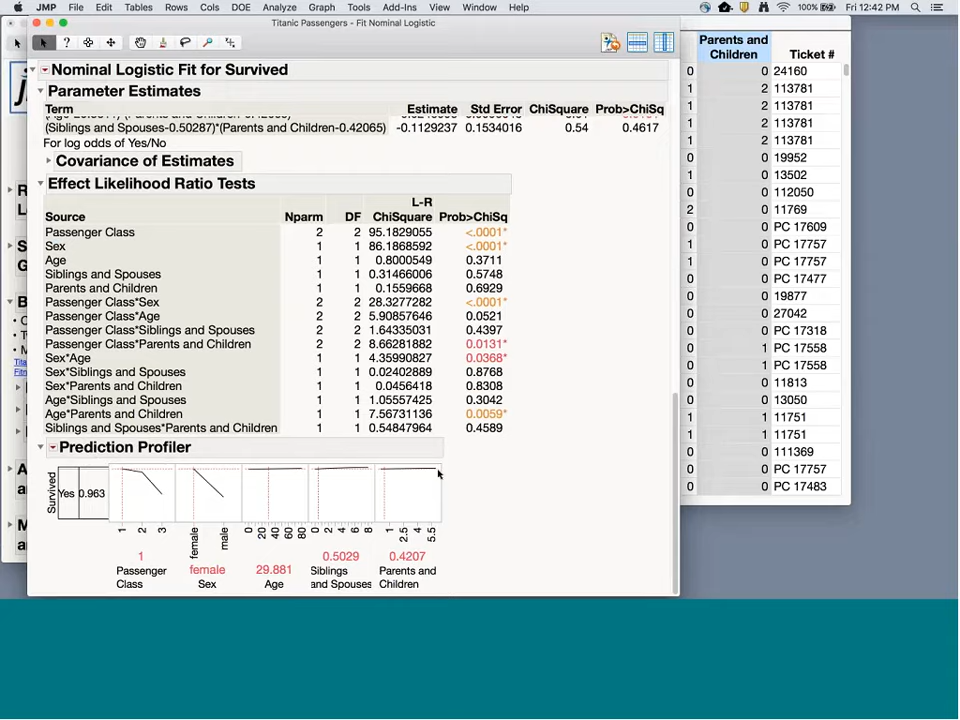 JMP File Edit Tables Rows Cols DOE Analyze Graph Tools Add-Ins View Window Help 100% Fri 12:42 PM
Titanic Passengers - Fit Nominal Logistic
Nominal Logistic Fit for Survived
Parameter Estimates
Term Estimate Std Error ChiSquare Prob>ChiSq
(Siblings and Spouses-0.50287)*(Parents and Children-0.42065) -0.1129237 0.1534016 0.54 0.4617
For log odds of Yes/No
Covariance of Estimates
Effect Likelihood Ratio Tests
L-R
Source Nparm DF ChiSquare Prob>ChiSq
Passenger Class 2 2 95.1829055 <.0001*
Sex 1 1 86.1868592 <.0001*
Age 1 1 0.8000549 0.3711
Siblings and Spouses 1 1 0.31466006 0.5748
Parents and Children 1 1 0.1559668 0.6929
Passenger Class*Sex 2 2 28.3277282 <.0001*
Passenger Class*Age 2 2 5.90857646 0.0521
Passenger Class*Siblings and Spouses 2 2 1.64335031 0.4397
Passenger Class*Parents and Children 2 2 8.66281882 0.0131*
Sex*Age 1 1 4.35990827 0.0368*
Sex*Siblings and Spouses 1 1 0.02402889 0.8768
Sex*Parents and Children 1 1 0.0456418 0.8308
Age*Siblings and Spouses 1 1 1.05557425 0.3042
Age*Parents and Children 1 1 7.56731136 0.0059*
Siblings and Spouses*Parents and Children 1 1 0.54847964 0.4589
Prediction Profiler
Survived
Yes 0.963
1 2 3 female male 0 20 40 60 80 0 2 4 6 8 0 1 2.5 4 5.5
1 female 29.881 0.5029 0.4207
Passenger Sex Age Siblings Parents and
Class and Spouses Children
Parents and
Children Ticket #
0 0 24160
1 2 113781
1 2 113781
1 2 113781
1 2 113781
0 0 19952
1 0 13502
0 0 112050
2 0 11769
0 0 PC 17609
1 0 PC 17757
1 0 PC 17757
0 0 PC 17477
0 0 19877
0 0 27042
0 0 PC 17318
0 1 PC 17558
0 1 PC 17558
0 0 11813
0 0 13050
1 1 11751
1 1 11751
0 0 111369
0 0 PC 17757
0 0 PC 17483